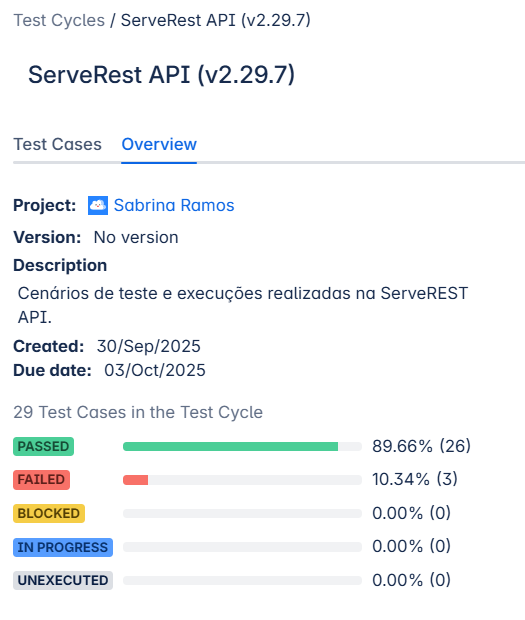 Test Cycles / ServeRest API (v2.29.7)
ServeRest API (v2.29.7)
Test Cases Overview
Project: Sabrina Ramos
Version: No version
Description
Cenários de teste e execuções realizadas na ServeREST
API.
Created: 30/Sep/2025
Due date: 03/Oct/2025
29 Test Cases in the Test Cycle
PASSED 89.66% (26)
FAILED 10.34% (3)
BLOCKED 0.00% (0)
IN PROGRESS 0.00% (0)
UNEXECUTED 0.00% (0)